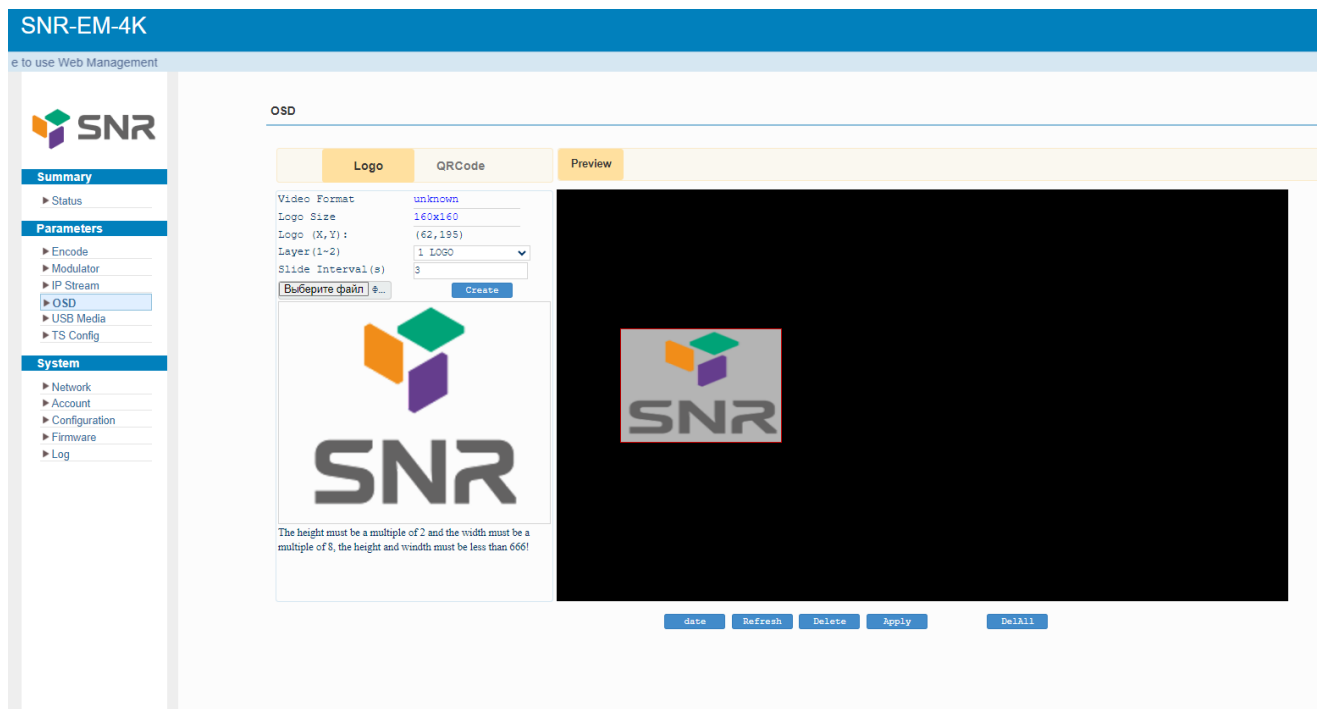 SNR-EM-4K
e to use Web Management
SNR
Summary
Status
Parameters
Encode
Modulator
IP Stream
OSD
USB Media
TS Config
System
Network
Account
Configuration
Firmware
Log
OSD
Logo QRCode
Preview
Video Format unknown
Logo Size 160x160
Logo (X,Y): (62,195)
Layer(1~2) 1 LOGO
Slide Interval(s) 3
Выберите файл Ф... Create
SNR
The height must be a multiple of 2 and the width must be a
multiple of 8, the height and windth must be less than 666!
SNR
date Refresh Delete Apply DelAll